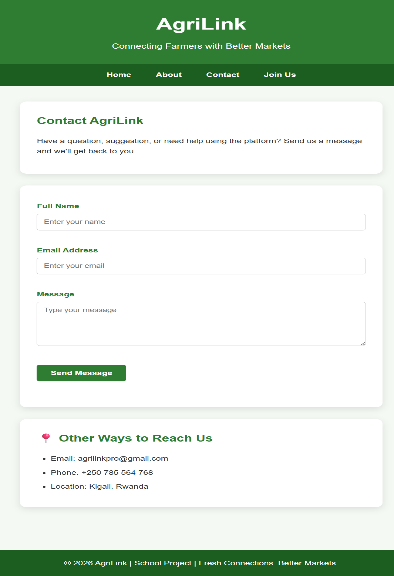 AgriLink
Connecting Farmers with Better Markets
Home About Contact Join Us
Contact AgriLink
Have a question, suggestion, or need help using the platform? Send us a message
and we'll get back to you.
Full Name
Enter your name
Email Address
Enter your email
Message
Type your message
Send Message
Other Ways to Reach Us
Email: agrilinkpro@gmail.com
Phone: +250 785 564 768
Location: Kigali, Rwanda
© 2026 AgriLink | School Project | Fresh Connections, Better Markets